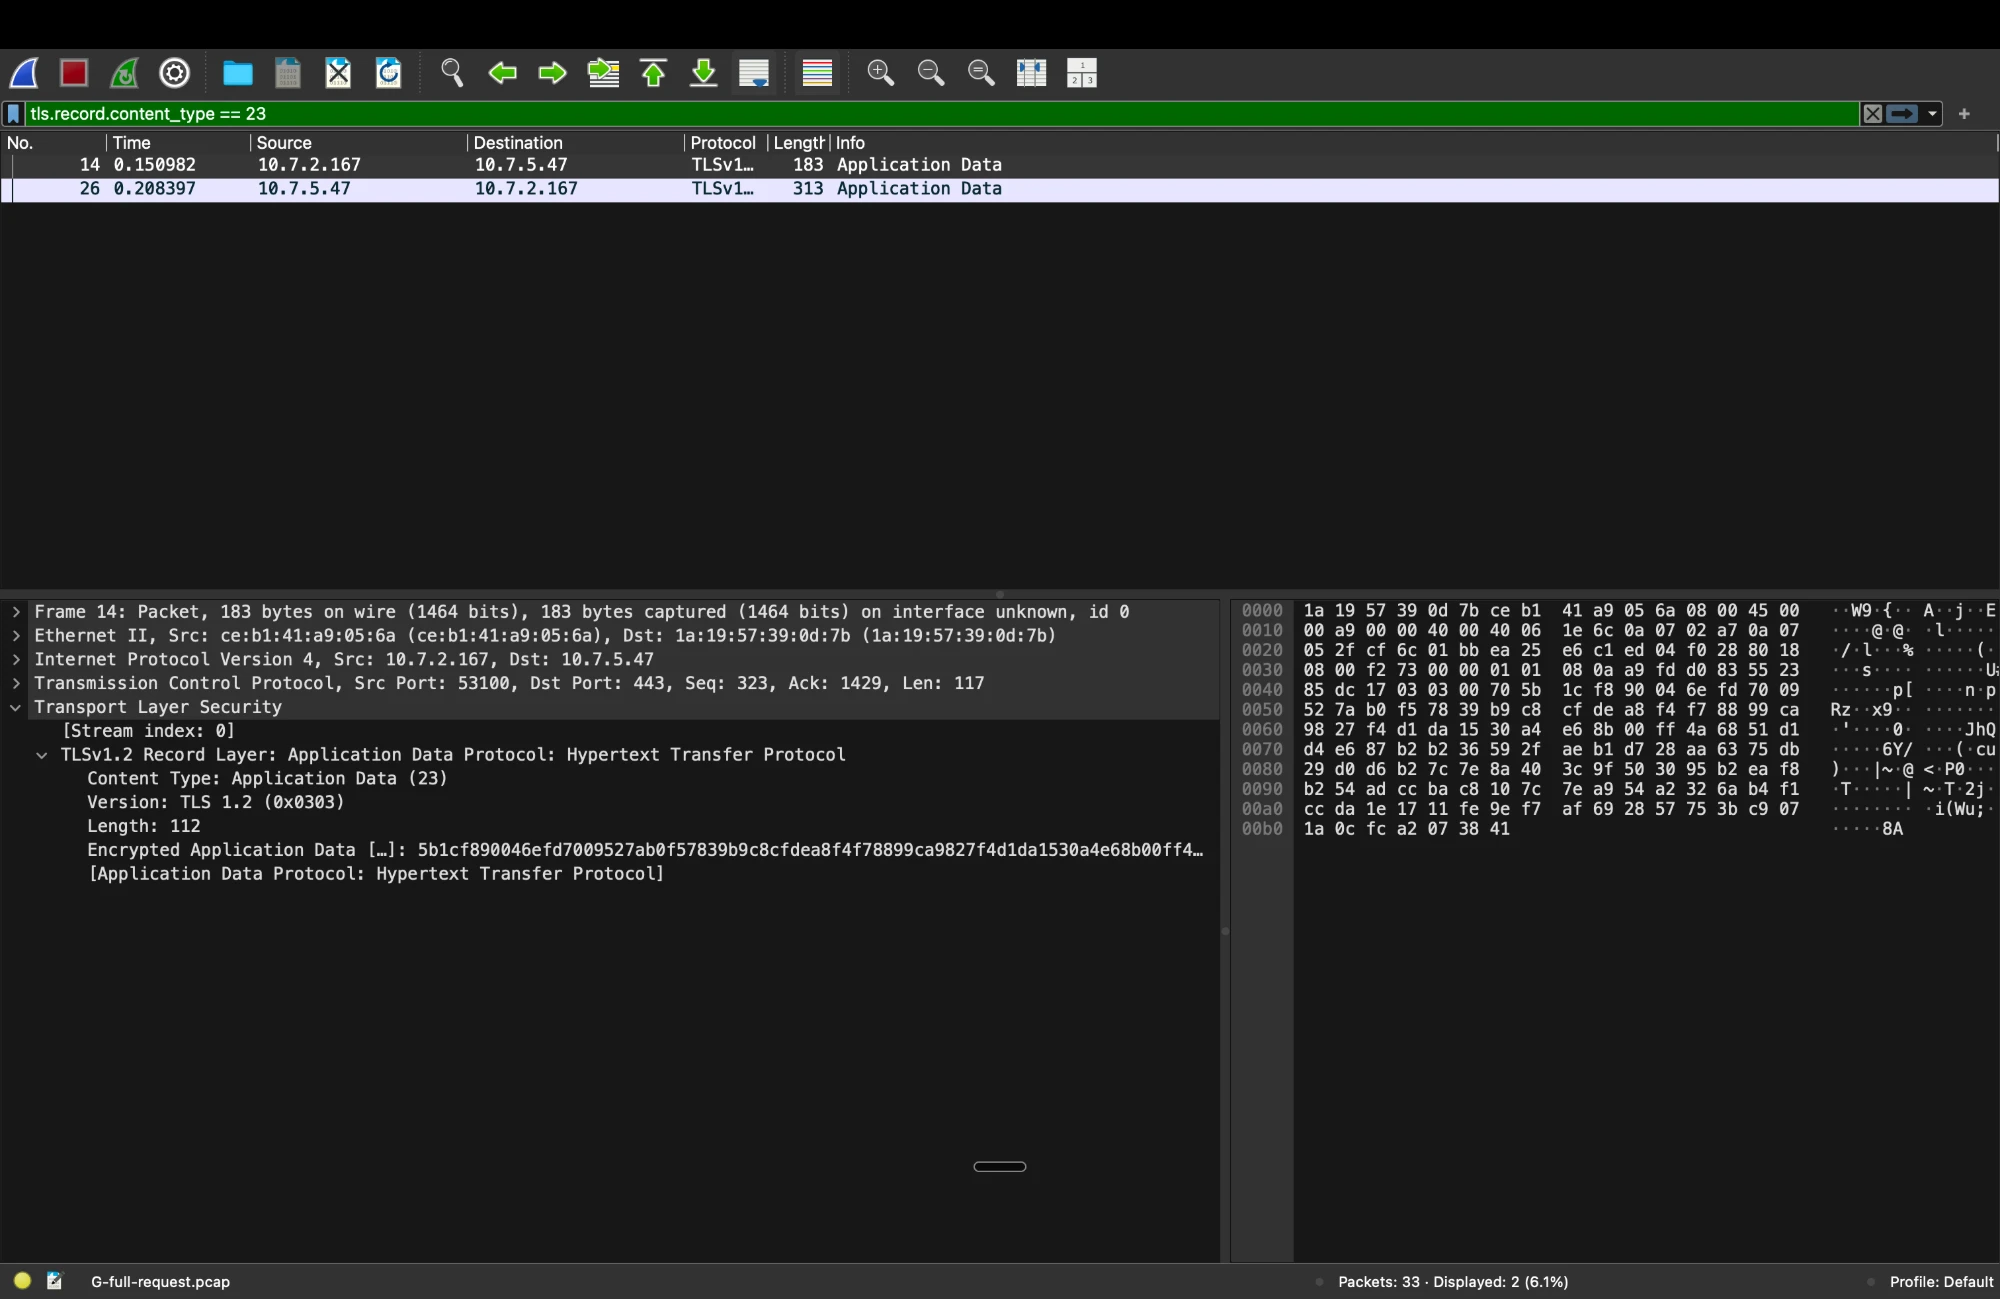 tls.record.content_type == 23
No. Time Source Destination Protocol Length Info
14 0.150982 10.7.2.167 10.7.5.47 TLSv1… 183 Application Data
26 0.208397 10.7.5.47 10.7.2.167 TLSv1… 313 Application Data
Frame 14: Packet, 183 bytes on wire (1464 bits), 183 bytes captured (1464 bits) on interface unknown, id 0
Ethernet II, Src: ce:b1:41:a9:05:6a (ce:b1:41:a9:05:6a), Dst: 1a:19:57:39:0d:7b (1a:19:57:39:0d:7b)
Internet Protocol Version 4, Src: 10.7.2.167, Dst: 10.7.5.47
Transmission Control Protocol, Src Port: 53100, Dst Port: 443, Seq: 323, Ack: 1429, Len: 117
Transport Layer Security
[Stream index: 0]
TLSv1.2 Record Layer: Application Data Protocol: Hypertext Transfer Protocol
Content Type: Application Data (23)
Version: TLS 1.2 (0x0303)
Length: 112
Encrypted Application Data […]: 5b1cf890046efd7009527ab0f57839b9c8cfdea8f4f78899ca9827f4d1da1530a4e68b00ff4…
[Application Data Protocol: Hypertext Transfer Protocol]
0000 1a 19 57 39 0d 7b ce b1 41 a9 05 6a 08 00 45 00 ··W9·{·· A··j··E
0010 00 a9 00 00 40 00 40 06 1e 6c 0a 07 02 a7 0a 07 ····@·@· ·l·····
0020 05 2f cf 6c 01 bb ea 25 e6 c1 ed 04 f0 28 80 18 ·/·l···% ·····(·
0030 08 00 f2 73 00 00 01 01 08 0a a9 fd d0 83 55 23 ···s···· ······U#
0040 85 dc 17 03 03 00 70 5b 1c f8 90 04 6e fd 70 09 ······p[ ····n·p
0050 52 7a b0 f5 78 39 b9 c8 cf de a8 f4 f7 88 99 ca Rz··x9·· ·······
0060 98 27 f4 d1 da 15 30 a4 e6 8b 00 ff 4a 68 51 d1 ·'····0· ····JhQ
0070 d4 e6 87 b2 b2 36 59 2f ae b1 d7 28 aa 63 75 db ·····6Y/ ···(·cu
0080 29 d0 d6 b2 7c 7e 8a 40 3c 9f 50 30 95 b2 ea f8 )···|~·@ <·P0···
0090 b2 54 ad cc ba c8 10 7c 7e a9 54 a2 32 6a b4 f1 ·T·····| ~·T·2j·
00a0 cc da 1e 17 11 fe 9e f7 af 69 28 57 75 3b c9 07 ········ ·i(Wu;·
00b0 1a 0c fc a2 07 38 41 ·····8A
G-full-request.pcap
Packets: 33 · Displayed: 2 (6.1%)
Profile: Default